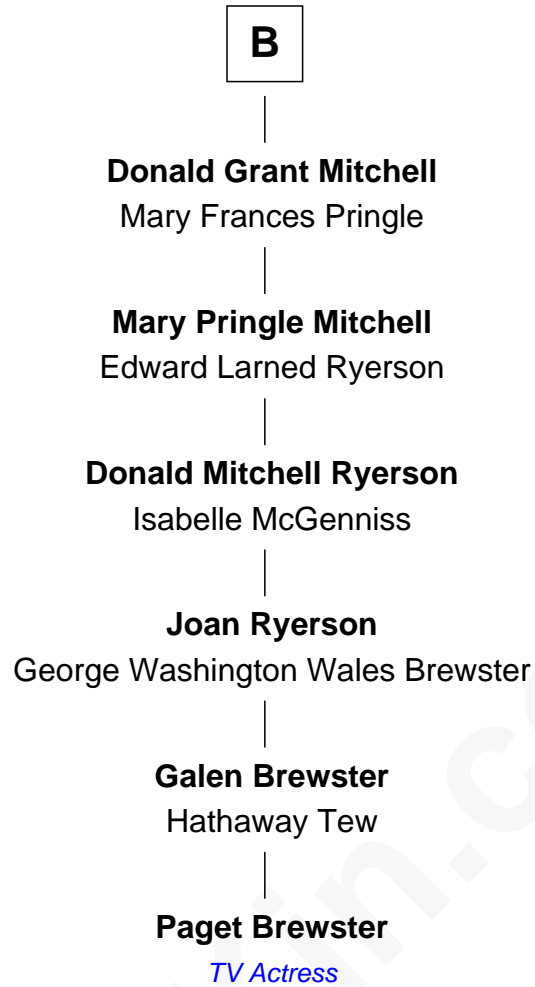 B
Donald Grant Mitchell
Mary Frances Pringle
Mary Pringle Mitchell
Edward Larned Ryerson
Donald Mitchell Ryerson
Isabelle McGenniss
Joan Ryerson
George Washington Wales Brewster
Galen Brewster
Hathaway Tew
Paget Brewster
TV Actress